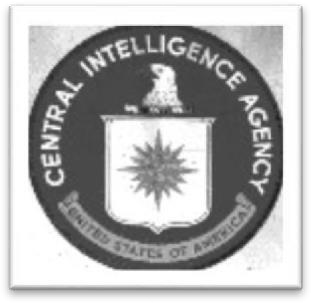 CENTRAL INTELLIGENCE AGENCY
UNITED STATES OF AMERICA